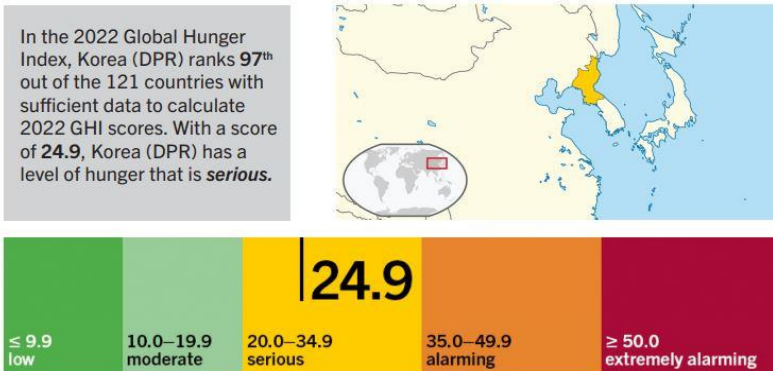 In the 2022 Global Hunger
Index, Korea (DPR) ranks 97th
out of the 121 countries with
sufficient data to calculate
2022 GHI scores. With a score
of 24.9, Korea (DPR) has a
level of hunger that is serious.
24.9
≤ 9.9
low
10.0–19.9
moderate
20.0–34.9
serious
35.0–49.9
alarming
≥ 50.0
extremely alarming